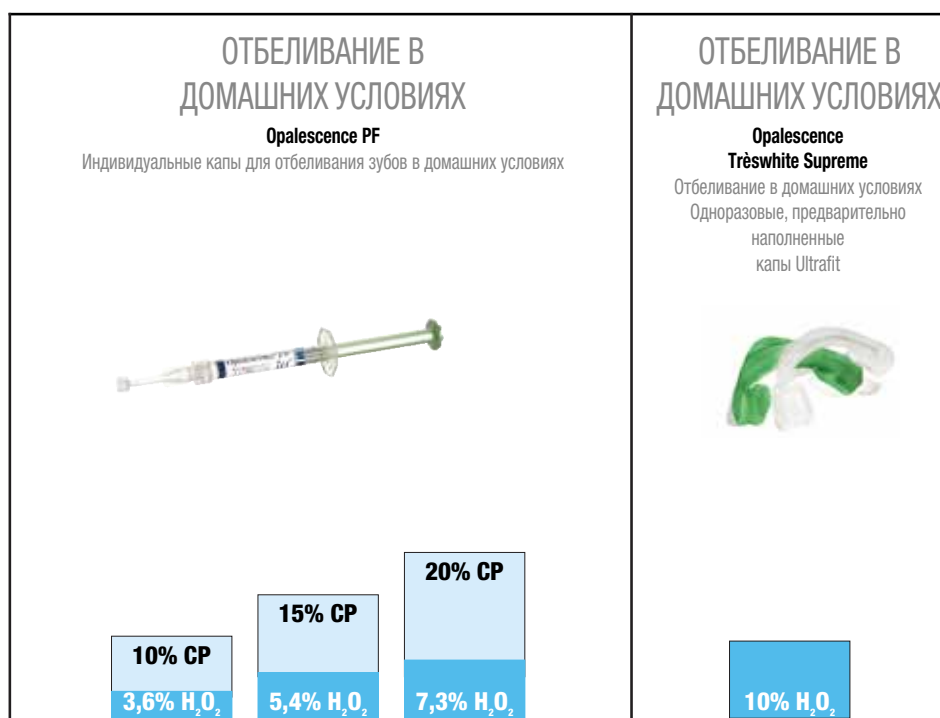 ОТБЕЛИВАНИЕ В
ДОМАШНИХ УСЛОВИЯХ
Opalescence PF
Индивидуальные капы для отбеливания зубов в домашних условиях
20% CP
15% CP
10% CP
3,6% H₂O₂
5,4% H₂O₂
7,3% H₂O₂
ОТБЕЛИВАНИЕ В
ДОМАШНИХ УСЛОВИЯХ
Opalescence
Trèswhite Supreme
Отбеливание в домашних условиях
Одноразовые, предварительно
наполненные
капы Ultrafit
10% H₂O₂